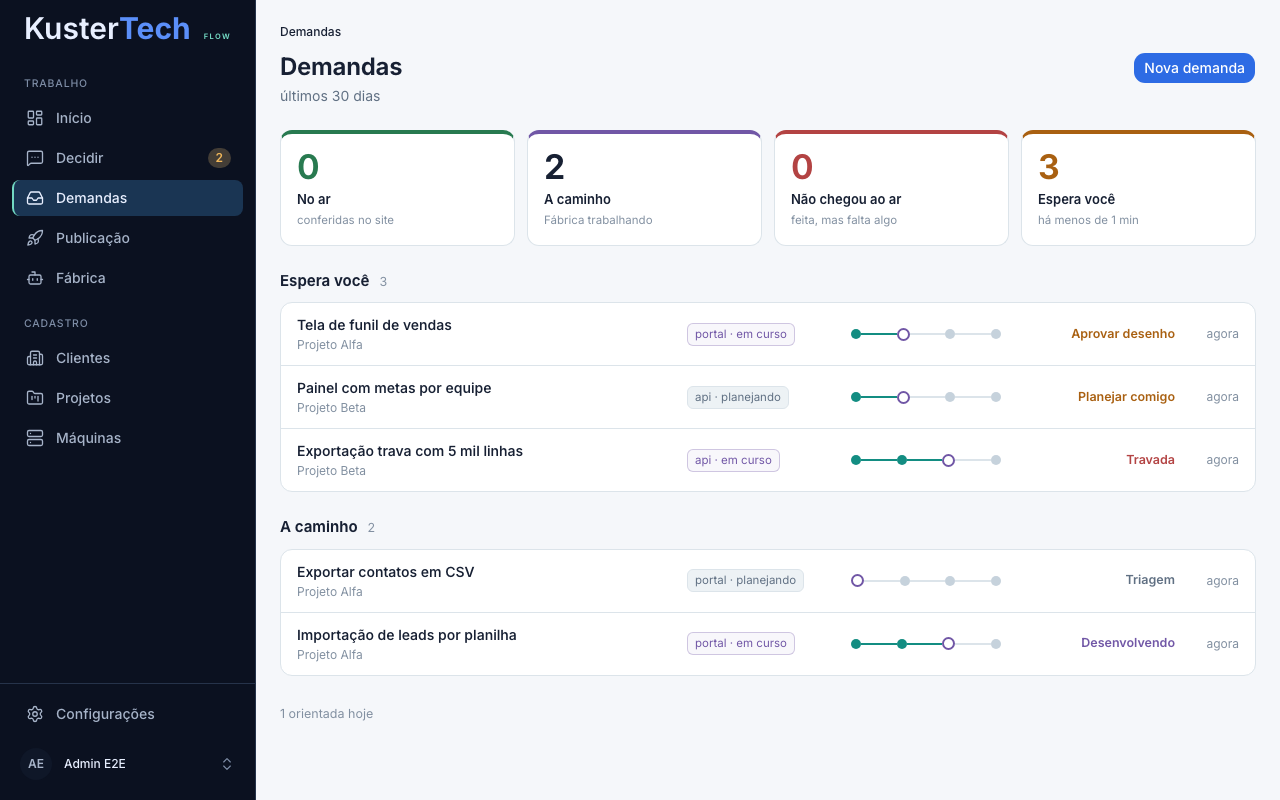 KusterTech FLOW
TRABALHO
Início
Decidir 2
Demandas
Publicação
Fábrica
CADASTRO
Clientes
Projetos
Máquinas
Configurações
AE Admin E2E
Demandas
Demandas
últimos 30 dias
Nova demanda
0
No ar
conferidas no site
2
A caminho
Fábrica trabalhando
0
Não chegou ao ar
feita, mas falta algo
3
Espera você
há menos de 1 min
Espera você 3
Tela de funil de vendas
Projeto Alfa
portal · em curso
Aprovar desenho
agora
Painel com metas por equipe
Projeto Beta
api · planejando
Planejar comigo
agora
Exportação trava com 5 mil linhas
Projeto Beta
api · em curso
Travada
agora
A caminho 2
Exportar contatos em CSV
Projeto Alfa
portal · planejando
Triagem
agora
Importação de leads por planilha
Projeto Alfa
portal · em curso
Desenvolvendo
agora
1 orientada hoje